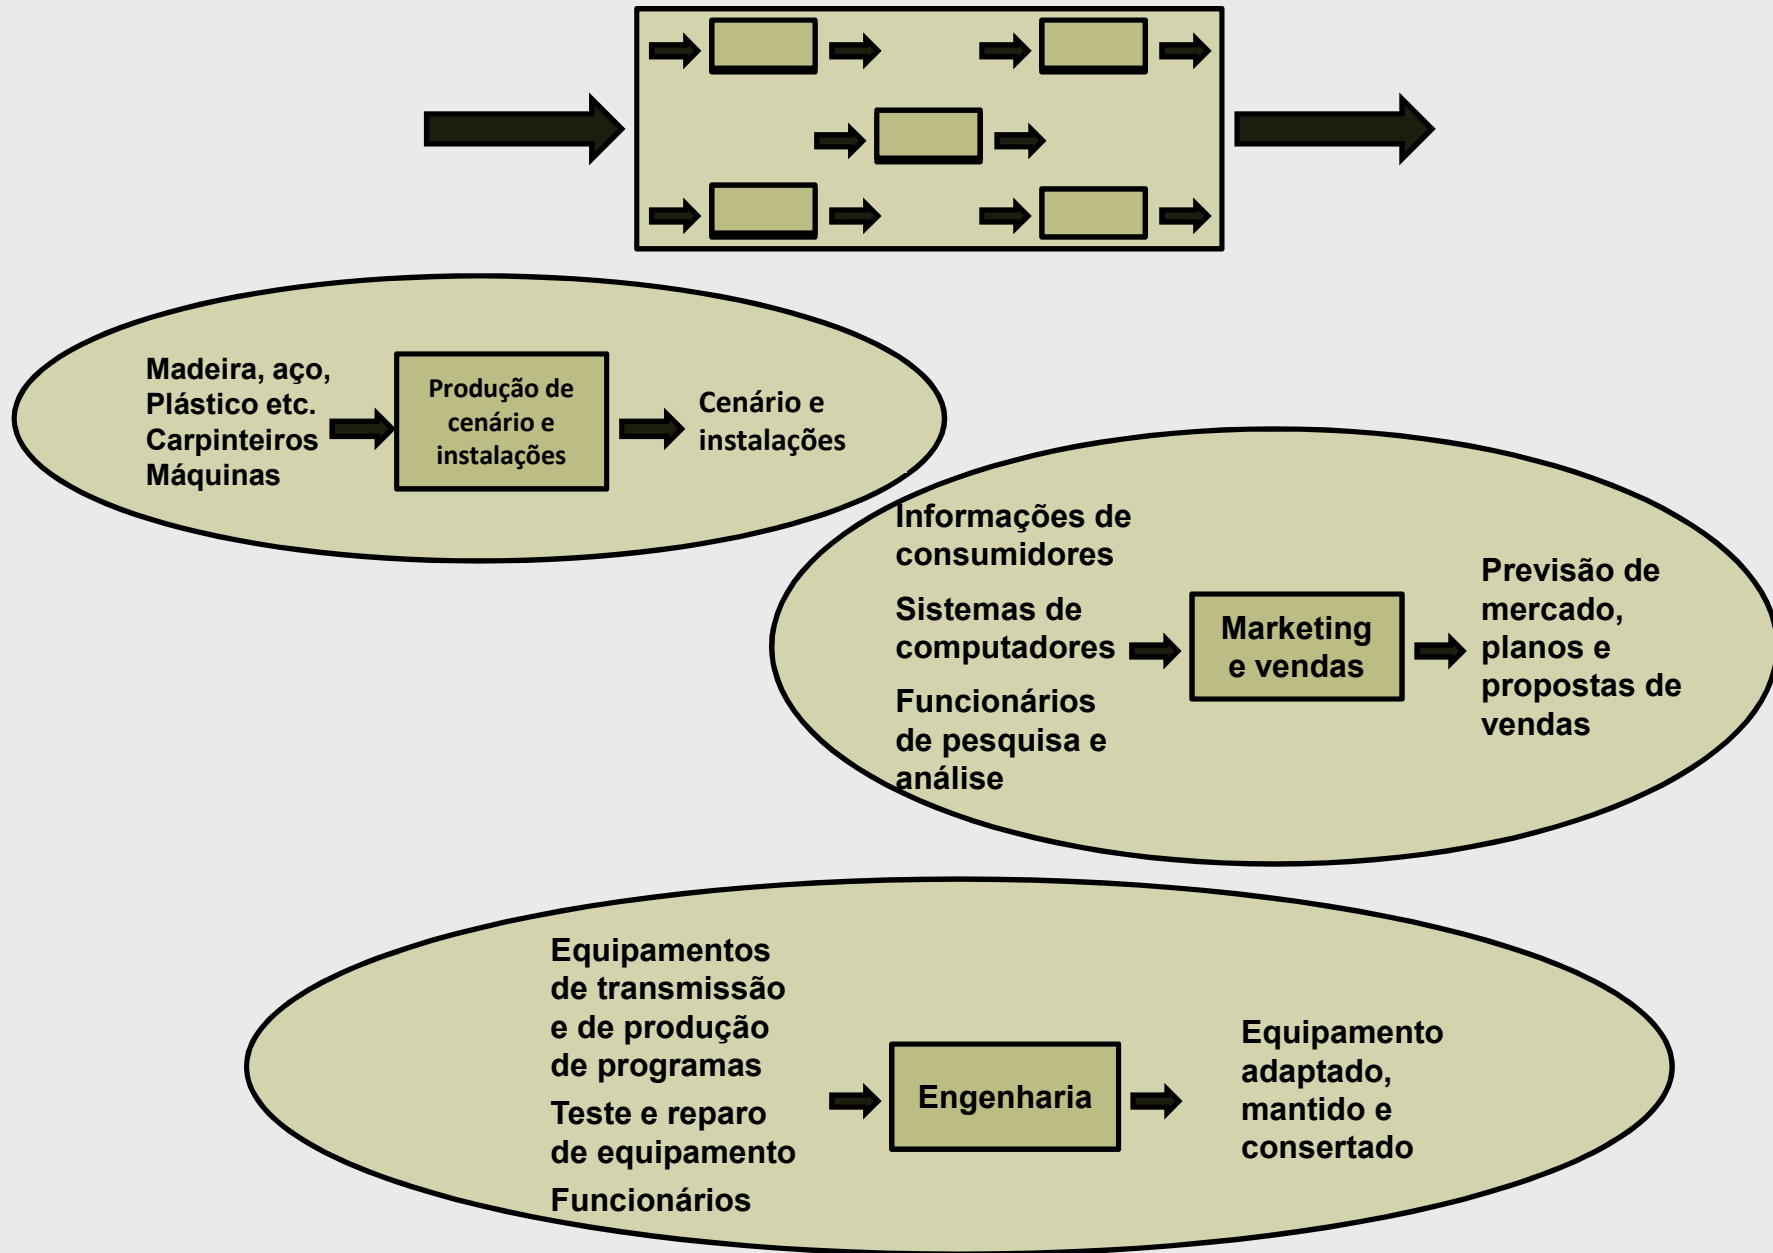 Madeira, aço,
Plástico etc.
Carpinteiros
Máquinas
Produção de
cenário e
instalações
Cenário e
instalações
Informações de
consumidores
Sistemas de
computadores
Funcionários
de pesquisa e
análise
Marketing
e vendas
Previsão de
mercado,
planos e
propostas de
vendas
Equipamentos
de transmissão
e de produção
de programas
Teste e reparo
de equipamento
Funcionários
Engenharia
Equipamento
adaptado,
mantido e
consertado